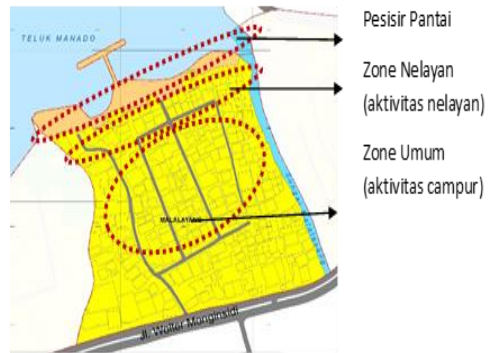 Pesisir Pantai
TELUK MANADO
Zone Nelayan
(aktivitas nelayan)
Zone Umum
(aktivitas campur)
MALALAYANG
Jl. Wolter Monginsidi